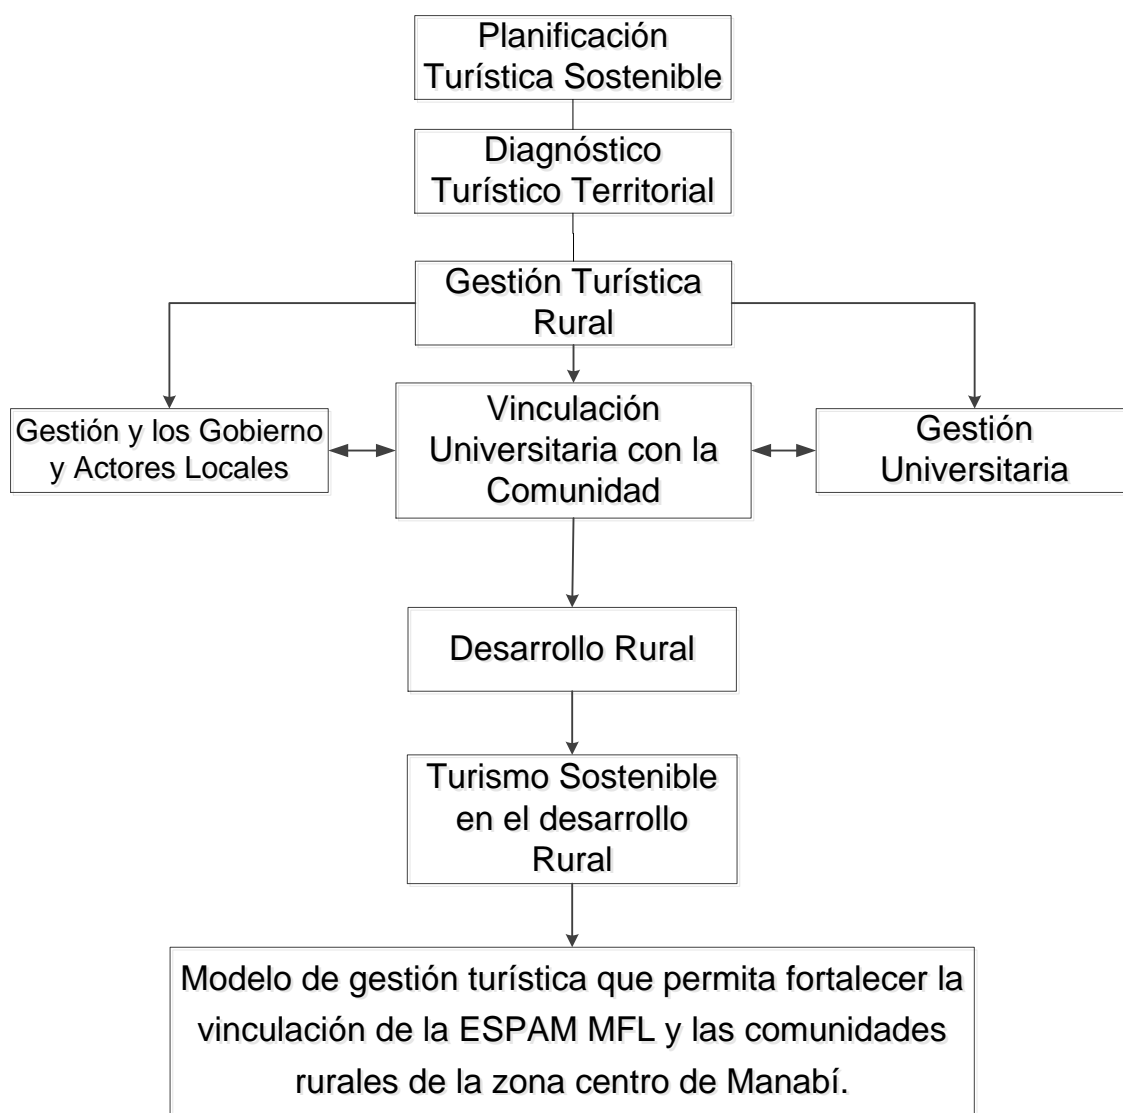 Planificación
Turística Sostenible
Diagnóstico
Turístico Territorial
Gestión Turística
Rural
Gestión y los Gobierno
y Actores Locales
Vinculación
Universitaria con la
Comunidad
Gestión
Universitaria
Desarrollo Rural
Turismo Sostenible
en el desarrollo
Rural
Modelo de gestión turística que permita fortalecer la
vinculación de la ESPAM MFL y las comunidades
rurales de la zona centro de Manabí.